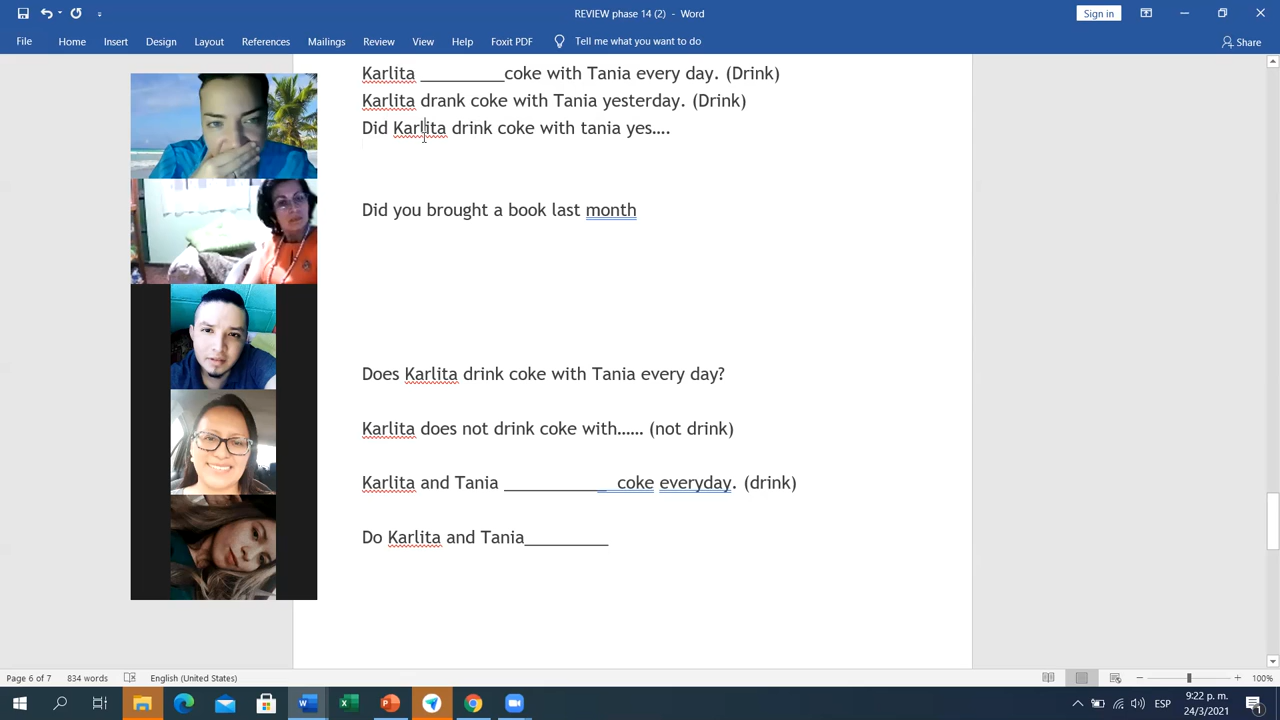 REVIEW phase 14 (2) - Word
Sign in
File Home Insert Design Layout References Mailings Review View Help Foxit PDF Tell me what you want to do
Share
Karlita _________coke with Tania every day. (Drink)
Karlita drank coke with Tania yesterday. (Drink)
Did Karlita drink coke with tania yes....
Did you brought a book last month
Does Karlita drink coke with Tania every day?
Karlita does not drink coke with...... (not drink)
Karlita and Tania ___________ coke everyday. (drink)
Do Karlita and Tania_________
Page 6 of 7 834 words English (United States)
100%
ESP
9:22 p. m.
24/3/2021